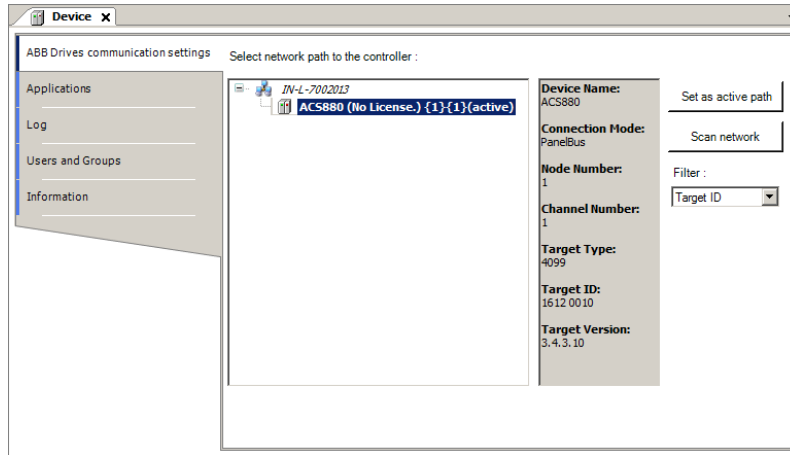 Device X
ABB Drives communication settings
Applications
Log
Users and Groups
Information
Select network path to the controller :
IN-L-7002013
ACS880 (No License.) {1}-{1}(active)
Device Name:
ACS880
Connection Mode:
PanelBus
Node Number:
1
Channel Number:
1
Target Type:
4099
Target ID:
1612 0010
Target Version:
3.4.3.10
Set as active path
Scan network
Filter :
Target ID